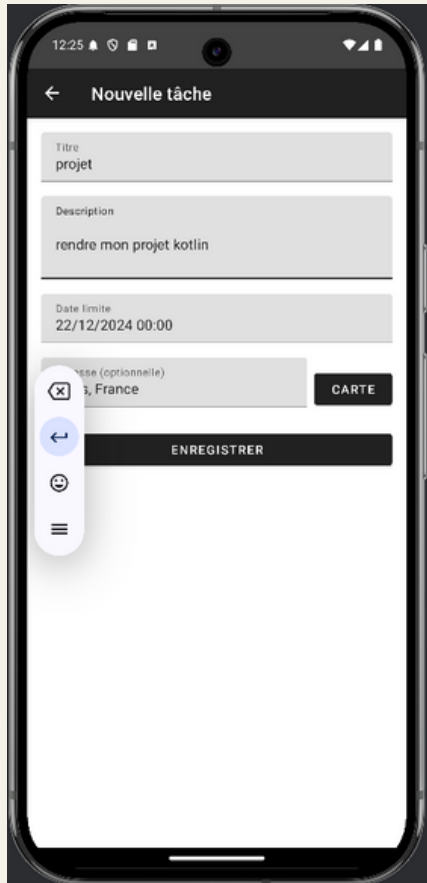 12:25
Nouvelle tâche
Titre
projet
Description
rendre mon projet kotlin
Date limite
22/12/2024 00:00
(optionnelle)
France
CARTE
ENREGISTRER